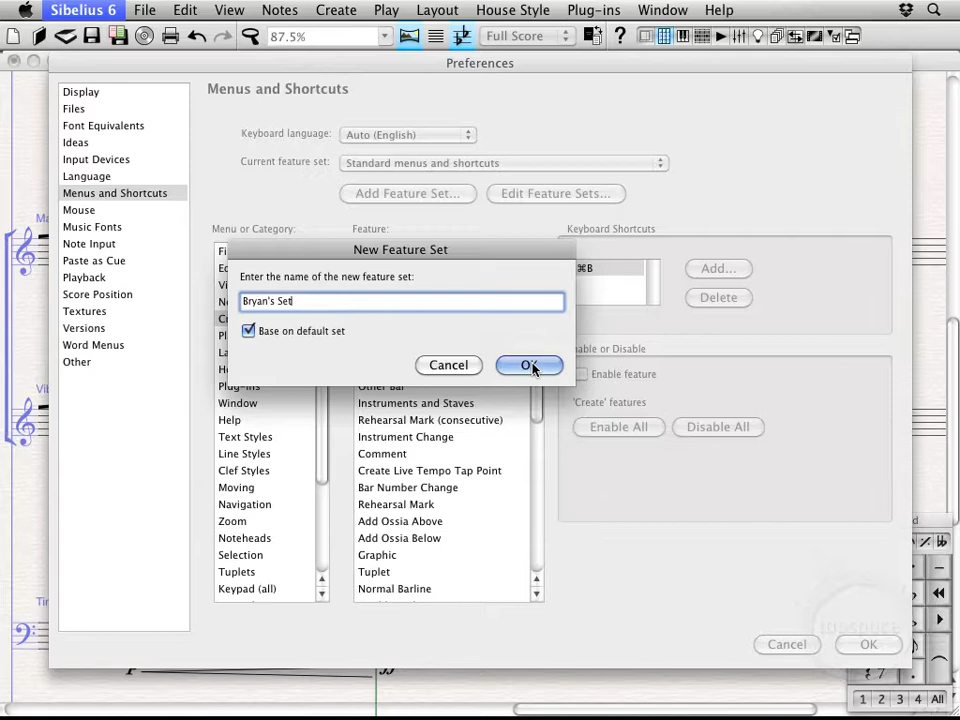 Sibelius 6 File Edit View Notes Create Play Layout House Style Plug-ins Window Help
87.5% Full Score
Preferences
Display
Files
Font Equivalents
Ideas
Input Devices
Language
Menus and Shortcuts
Mouse
Music Fonts
Note Input
Paste as Cue
Playback
Score Position
Textures
Versions
Word Menus
Other
Menus and Shortcuts
Keyboard language: Auto (English)
Current feature set: Standard menus and shortcuts
Add Feature Set... Edit Feature Sets...
Menu or Category: Feature: Keyboard Shortcuts
⌘B Add...
Delete
New Feature Set
Enter the name of the new feature set:
Bryan's Set
Base on default set
Cancel OK
Enable feature
'Create' features
Enable All Disable All
Plug-ins
Window
Help
Text Styles
Line Styles
Clef Styles
Moving
Navigation
Zoom
Noteheads
Selection
Tuplets
Keypad (all)
Other Bar
Instruments and Staves
Rehearsal Mark (consecutive)
Instrument Change
Comment
Create Live Tempo Tap Point
Bar Number Change
Rehearsal Mark
Add Ossia Above
Add Ossia Below
Graphic
Tuplet
Normal Barline
Cancel OK
1 2 3 4 All